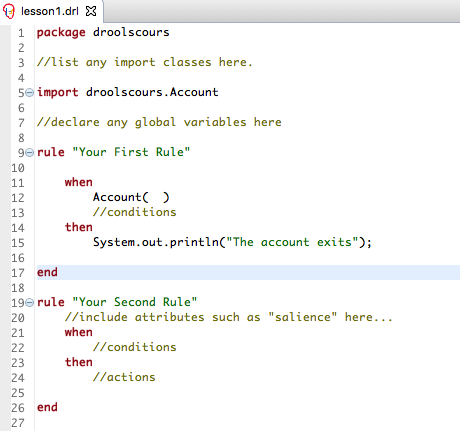 lesson1.drl
1 package droolscours
2
3 //list any import classes here.
4
5 import droolscours.Account
6
7 //declare any global variables here
8
9 rule "Your First Rule"
10
11 when
12 Account(  )
13 //conditions
14 then
15 System.out.println("The account exits");
16
17 end
18
19 rule "Your Second Rule"
20 //include attributes such as "salience" here...
21 when
22 //conditions
23 then
24 //actions
25
26 end
27